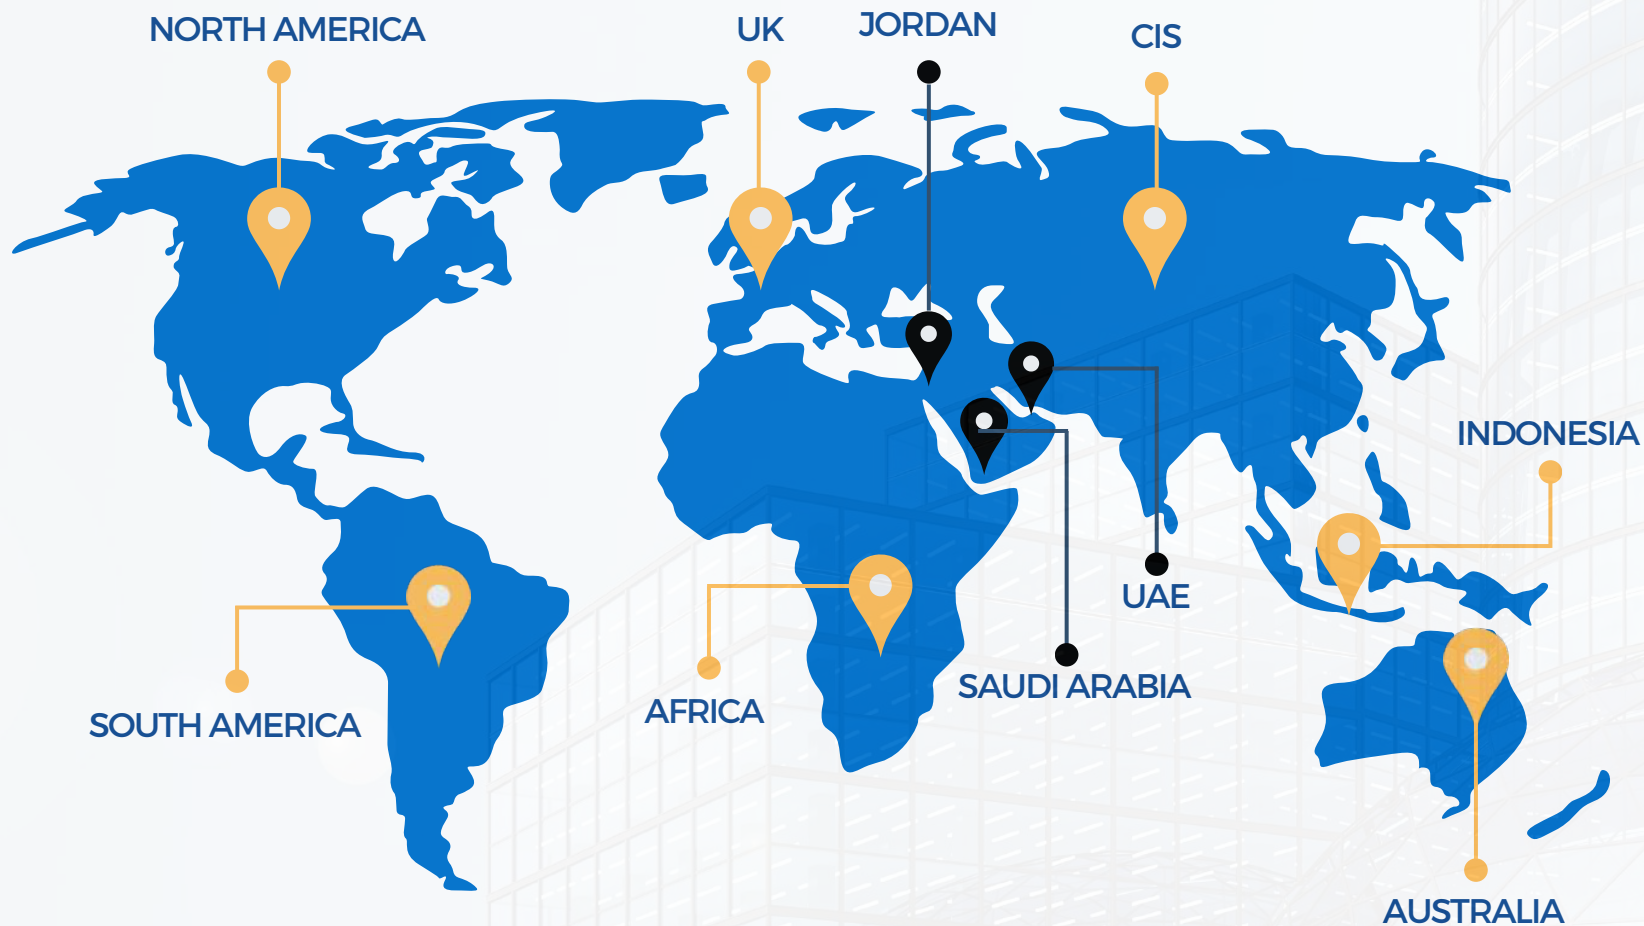 NORTH AMERICA
UK
JORDAN
CIS
INDONESIA
UAE
SAUDI ARABIA
AFRICA
SOUTH AMERICA
AUSTRALIA